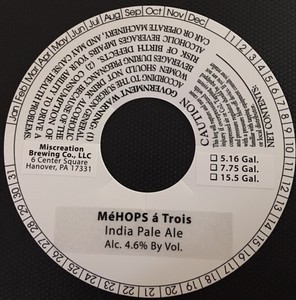 Jan Feb Mar Apr May Jun Jul Aug Sep Oct Nov Dec
1 2 3 4 5 6 7 8 9 10 11 12 13 14 15 16 17 18 19 20 21 22 23 24 25 26 27 28 29 30 31
GOVERNMENT WARNING: (1)
ACCORDING TO THE SURGEON GENERAL,
WOMEN SHOULD NOT DRINK ALCOHOLIC
BEVERAGES DURING PREGNANCY BECAUSE OF THE
RISK OF BIRTH DEFECTS. (2) CONSUMPTION OF
ALCOHOLIC BEVERAGES IMPAIRS YOUR ABILITY TO DRIVE A
CAR OR OPERATE MACHINERY, AND MAY CAUSE HEALTH PROBLEMS.
CAUTION
NET CONTENTS:
5.16 Gal.
7.75 Gal.
15.5 Gal.
Miscreation
Brewing Co., LLC
6 Center Square
Hanover, PA 17331
MéHOPS á Trois
India Pale Ale
Alc. 4.6% By Vol.